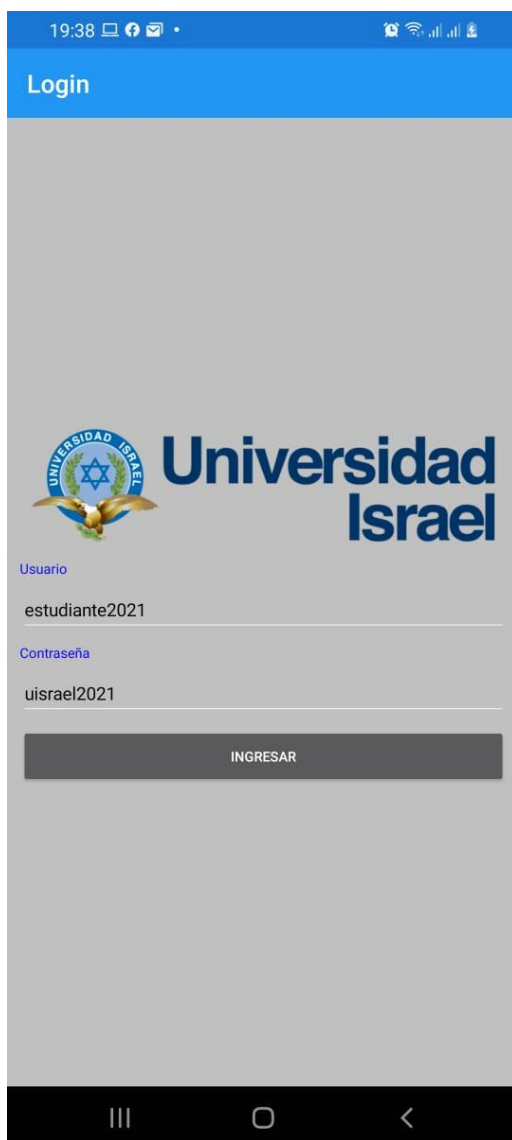 19:38
Login
UNIVERSIDAD ISRAEL
Universidad
Israel
Usuario
estudiante2021
Contraseña
uisrael2021
INGRESAR